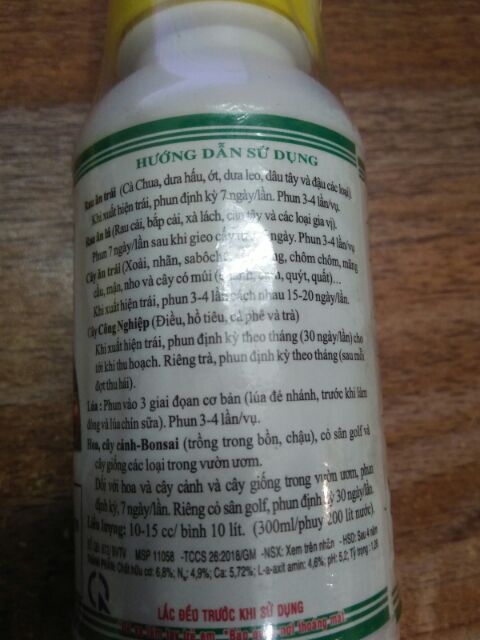 HƯỚNG DẪN SỬ DỤNG
Rau ăn trái (Cà Chua, dưa hấu, ớt, dưa leo, dâu tây và đậu các loại).
Khi xuất hiện trái, phun định kỳ 7 ngày/lần. Phun 3-4 lần/vụ.
Rau ăn lá (Rau cải, bắp cải, xà lách, cần tây và các loại gia vị).
Phun 7 ngày/lần sau khi gieo cấy ngày. Phun 3-4 lần/vụ
Cây ăn trái (Xoài, nhãn, sabôchê, chôm chôm, mãng
cầu, mận, nho và cây có múi quýt, quất)...
Khi xuất hiện trái, phun 3-4 lần cách nhau 15-20 ngày/lần.
Cây Công Nghiệp (Điều, hồ tiêu, cà phê và trà)
Khi xuất hiện trái, phun định kỳ theo tháng (30 ngày/lần) cho
tới khi thu hoạch. Riêng trà, phun định kỳ theo tháng (sau mỗi
đợt thu hái).
Lúa : Phun vào 3 giai đoạn cơ bản (lúa đẻ nhánh, trước khi làm
đòng và lúa chín sữa). Phun 3-4 lần/vụ.
Hoa, cây cảnh-Bonsai (trồng trong bồn, chậu), cỏ sân golf và
cây giống các loại trong vườn ươm.
Đối với hoa và cây cảnh và cây giống trong vườn ươm, phun
định kỳ, 7 ngày/lần. Riêng cỏ sân golf, phun định kỳ 30 ngày/lần.
Liều lượng: 10-15 cc/ bình 10 lít. (300ml/phuy 200 lít nước).
MSP 11058 -TCCS 26:2018/GM -NSX: Xem trên nhãn - HSD: Sau 4 năm
THÀNH PHẦN: Chất hữu cơ: 6,8%; N: 4,9%; Ca: 5,72%; L-a-axit amin: 4,6%; pH: 5,2; Tỷ trọng : 1,08
LẮC ĐỀU TRƯỚC KHI SỬ DỤNG
xa tầm tay trẻ em nơi thoáng mát